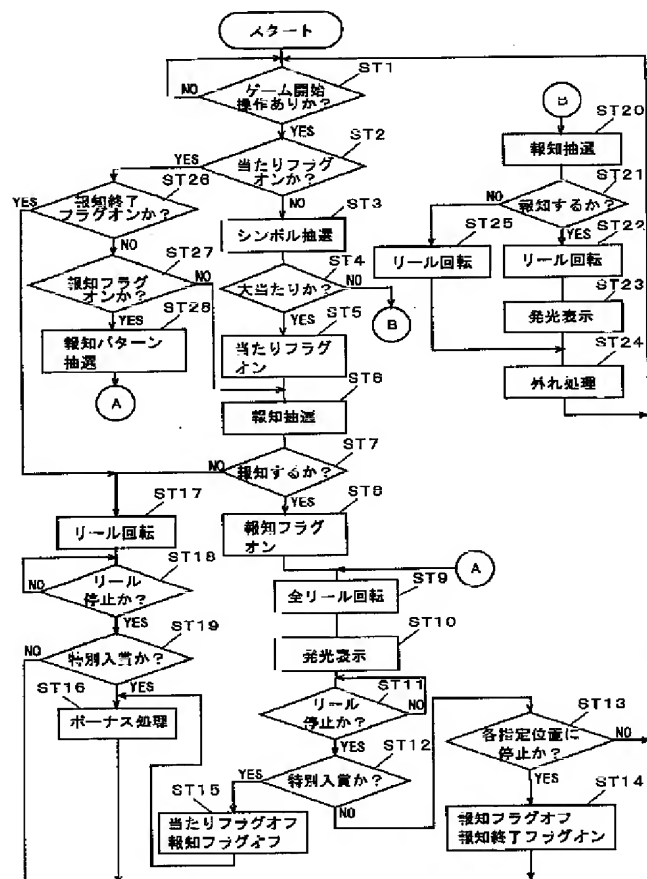 スタート
ST1
ゲーム開始
操作ありか？
NO
YES
ST2
当たりフラグ
オンか？
YES
NO
ST3
シンボル抽選
ST4
大当たりか？
NO
B
YES
ST5
当たりフラグ
オン
ST6
報知抽選
ST7
報知するか？
NO
YES
ST8
報知フラグ
オン
A
ST9
全リール回転
ST10
発光表示
ST11
リール
停止か？
NO
YES
ST12
特別入賞か？
YES
NO
ST13
各指定位置に
停止か？
NO
YES
ST14
報知フラグオフ
報知終了フラグオン
ST15
当たりフラグオフ
報知フラグオフ
ST26
報知終了
フラグオンか？
YES
NO
ST27
報知フラグ
オンか？
NO
YES
ST28
報知パターン
抽選
A
ST17
リール回転
ST18
リール
停止か？
NO
YES
ST19
特別入賞か？
NO
YES
ST16
ボーナス処理
B
ST20
報知抽選
ST21
報知するか？
NO
YES
ST25
リール回転
ST22
リール回転
ST23
発光表示
ST24
外れ処理